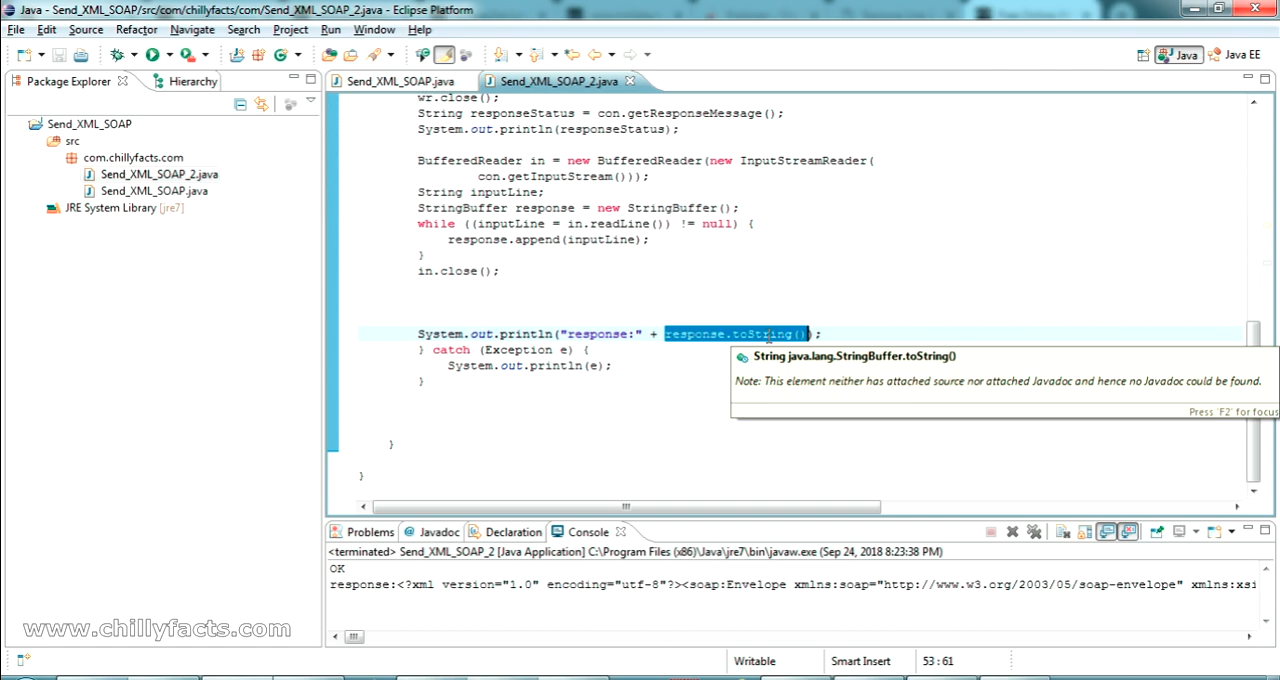 Java - Send_XML_SOAP/src/com/chillyfacts/com/Send_XML_SOAP_2.java - Eclipse Platform
File Edit Source Refactor Navigate Search Project Run Window Help
Java Java EE
Package Explorer Hierarchy
Send_XML_SOAP.java Send_XML_SOAP_2.java
Send_XML_SOAP
src
com.chillyfacts.com
Send_XML_SOAP_2.java
Send_XML_SOAP.java
JRE System Library [jre7]
wr.close();
String responseStatus = con.getResponseMessage();
System.out.println(responseStatus);
BufferedReader in = new BufferedReader(new InputStreamReader(
con.getInputStream()));
String inputLine;
StringBuffer response = new StringBuffer();
while ((inputLine = in.readLine()) != null) {
response.append(inputLine);
}
in.close();
System.out.println("response:" + response.toString());
} catch (Exception e) {
System.out.println(e);
}
}
}
String java.lang.StringBuffer.toString()
Note: This element neither has attached source nor attached Javadoc and hence no Javadoc could be found.
Press 'F2' for focus
Problems @ Javadoc Declaration Console
<terminated> Send_XML_SOAP_2 [Java Application] C:\Program Files (x86)\Java\jre7\bin\javaw.exe (Sep 24, 2018 8:23:38 PM)
OK
response:<?xml version="1.0" encoding="utf-8"?><soap:Envelope xmlns:soap="http://www.w3.org/2003/05/soap-envelope" xmlns:xsi
www.chillyfacts.com
Writable Smart Insert 53 : 61